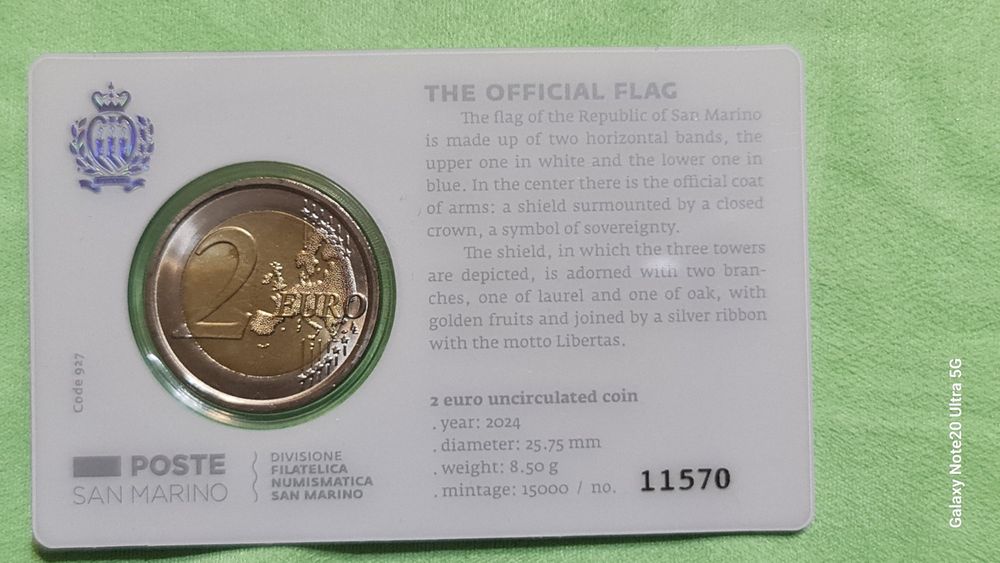 THE OFFICIAL FLAG
The flag of the Republic of San Marino
is made up of two horizontal bands, the
upper one in white and the lower one in
blue. In the center there is the official coat
of arms: a shield surmounted by a closed
crown, a symbol of sovereignty.
The shield, in which the three towers
are depicted, is adorned with two bran-
ches, one of laurel and one of oak, with
golden fruits and joined by a silver ribbon
with the motto Libertas.
2 EURO
Code 927
2 euro uncirculated coin
. year: 2024
. diameter: 25.75 mm
. weight: 8.50 g
. mintage: 15000 / no. 11570
POSTE
SAN MARINO
DIVISIONE
FILATELICA
NUMISMATICA
SAN MARINO
Galaxy Note20 Ultra 5G